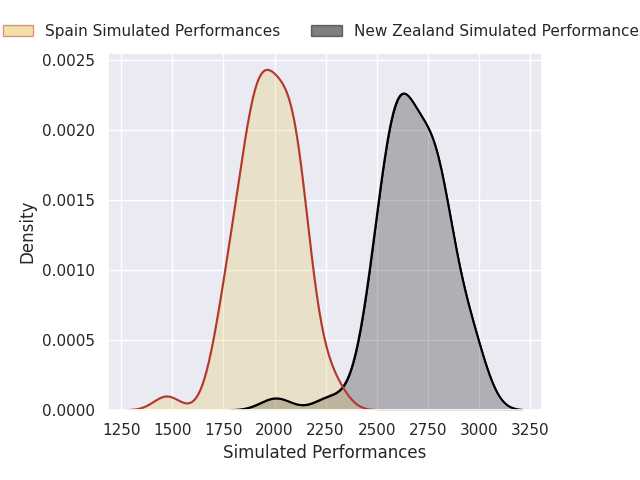 Spain Simulated Performances
New Zealand Simulated Performance
0.0025
0.0020
0.0015
0.0010
0.0005
0.0000
Density
1250 1500 1750 2000 2250 2500 2750 3000 3250
Simulated Performances